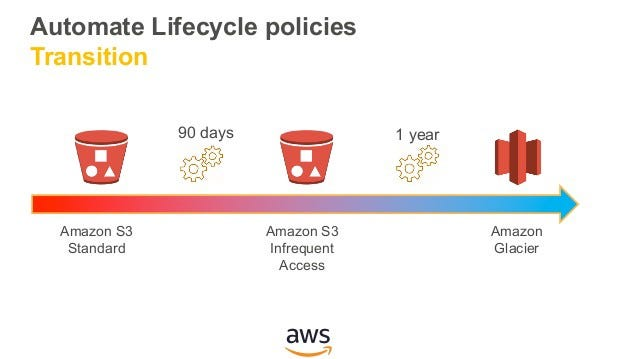 Automate Lifecycle policies
Transition
90 days
1 year
Amazon S3
Standard
Amazon S3
Infrequent
Access
Amazon
Glacier
aws